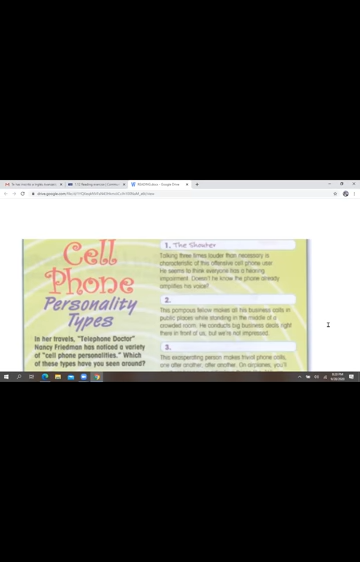 Cell
Phone
Personality
Types
In her travels, "Telephone Doctor"
Nancy Friedman has noticed a variety
of "cell phone personalities." Which
of these types have you seen around?
1. The Shouter
Talking three times louder than necessary is
characteristic of this offensive cell phone user.
He seems to think everyone has a hearing
impairment. Doesn't he know the phone already
amplifies his voice?
2.
This pompous fellow makes all his business calls in
public places while standing in the middle of a
crowded room. He conducts big business deals right
there in front of us, but we're not impressed.
3.
This exasperating person makes trivial phone calls,
one after another, after another. On airplanes, you'll